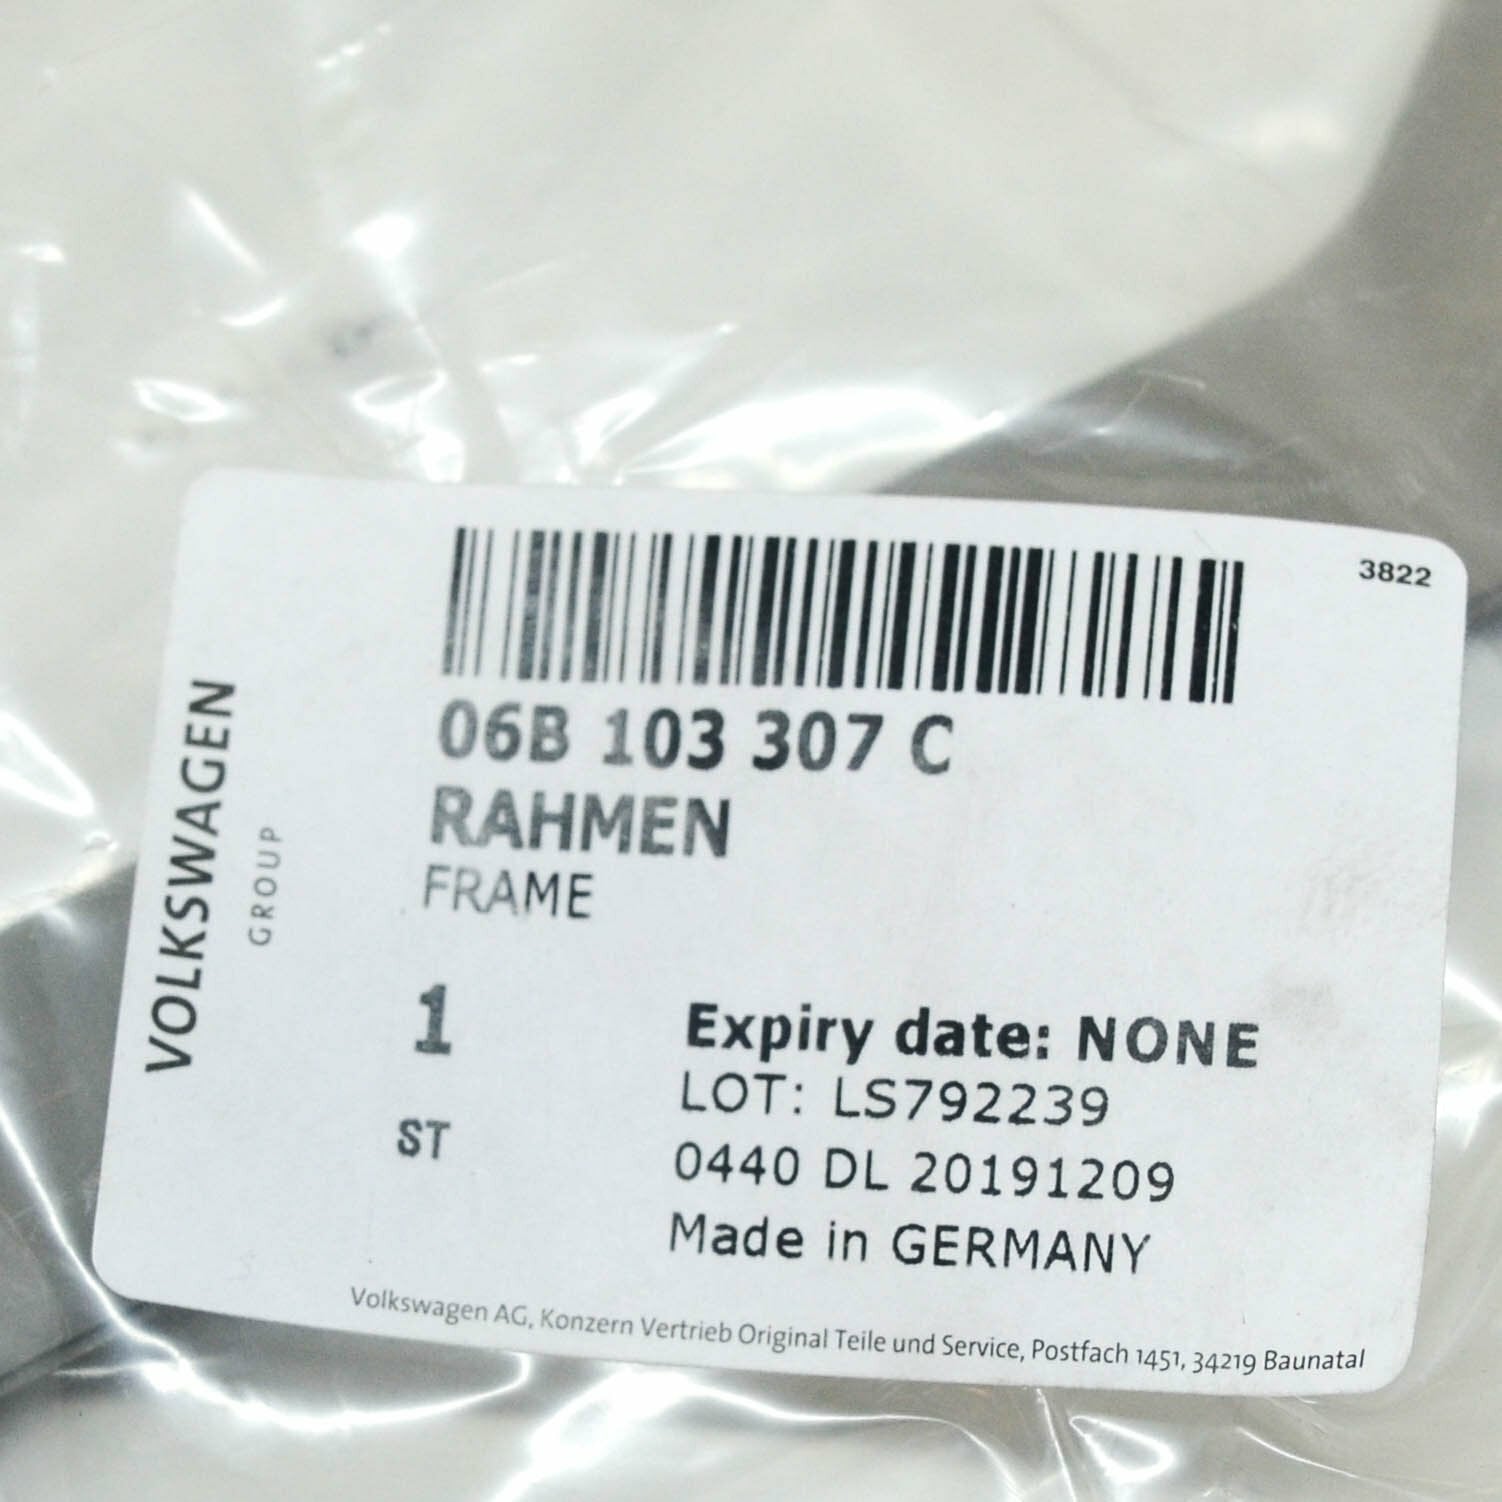 3822
06B 103 307 C
RAHMEN
FRAME
VOLKSWAGEN
GROUP
1
ST
Expiry date: NONE
LOT: LS792239
0440 DL 20191209
Made in GERMANY
Volkswagen AG, Konzern Vertrieb Original Teile und Service, Postfach 1451, 34219 Baunatal